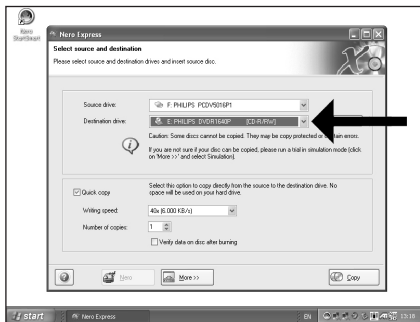 Nero
StartSmart
Nero Express
Select source and destination
Please select source and destination drives and insert source disc.
Source drive:
F: PHILIPS PCDV5016P1
Destination drive:
E: PHILIPS DVDR1640P [CD-R/RW]
Caution: Some discs cannot be copied. They may be copy protected or contain errors.
If you are not sure if your disc can be copied, please run a trial in simulation mode (click
on 'More >>' and select Simulation).
Quick copy
Select this option to copy directly from the source to the destination drive. No
space will be used on your hard drive.
Writing speed:
40x (6.000 KB/s)
Number of copies:
1
Verify data on disc after burning
Nero
More >>
Copy
start
Nero Express
EN
13:16